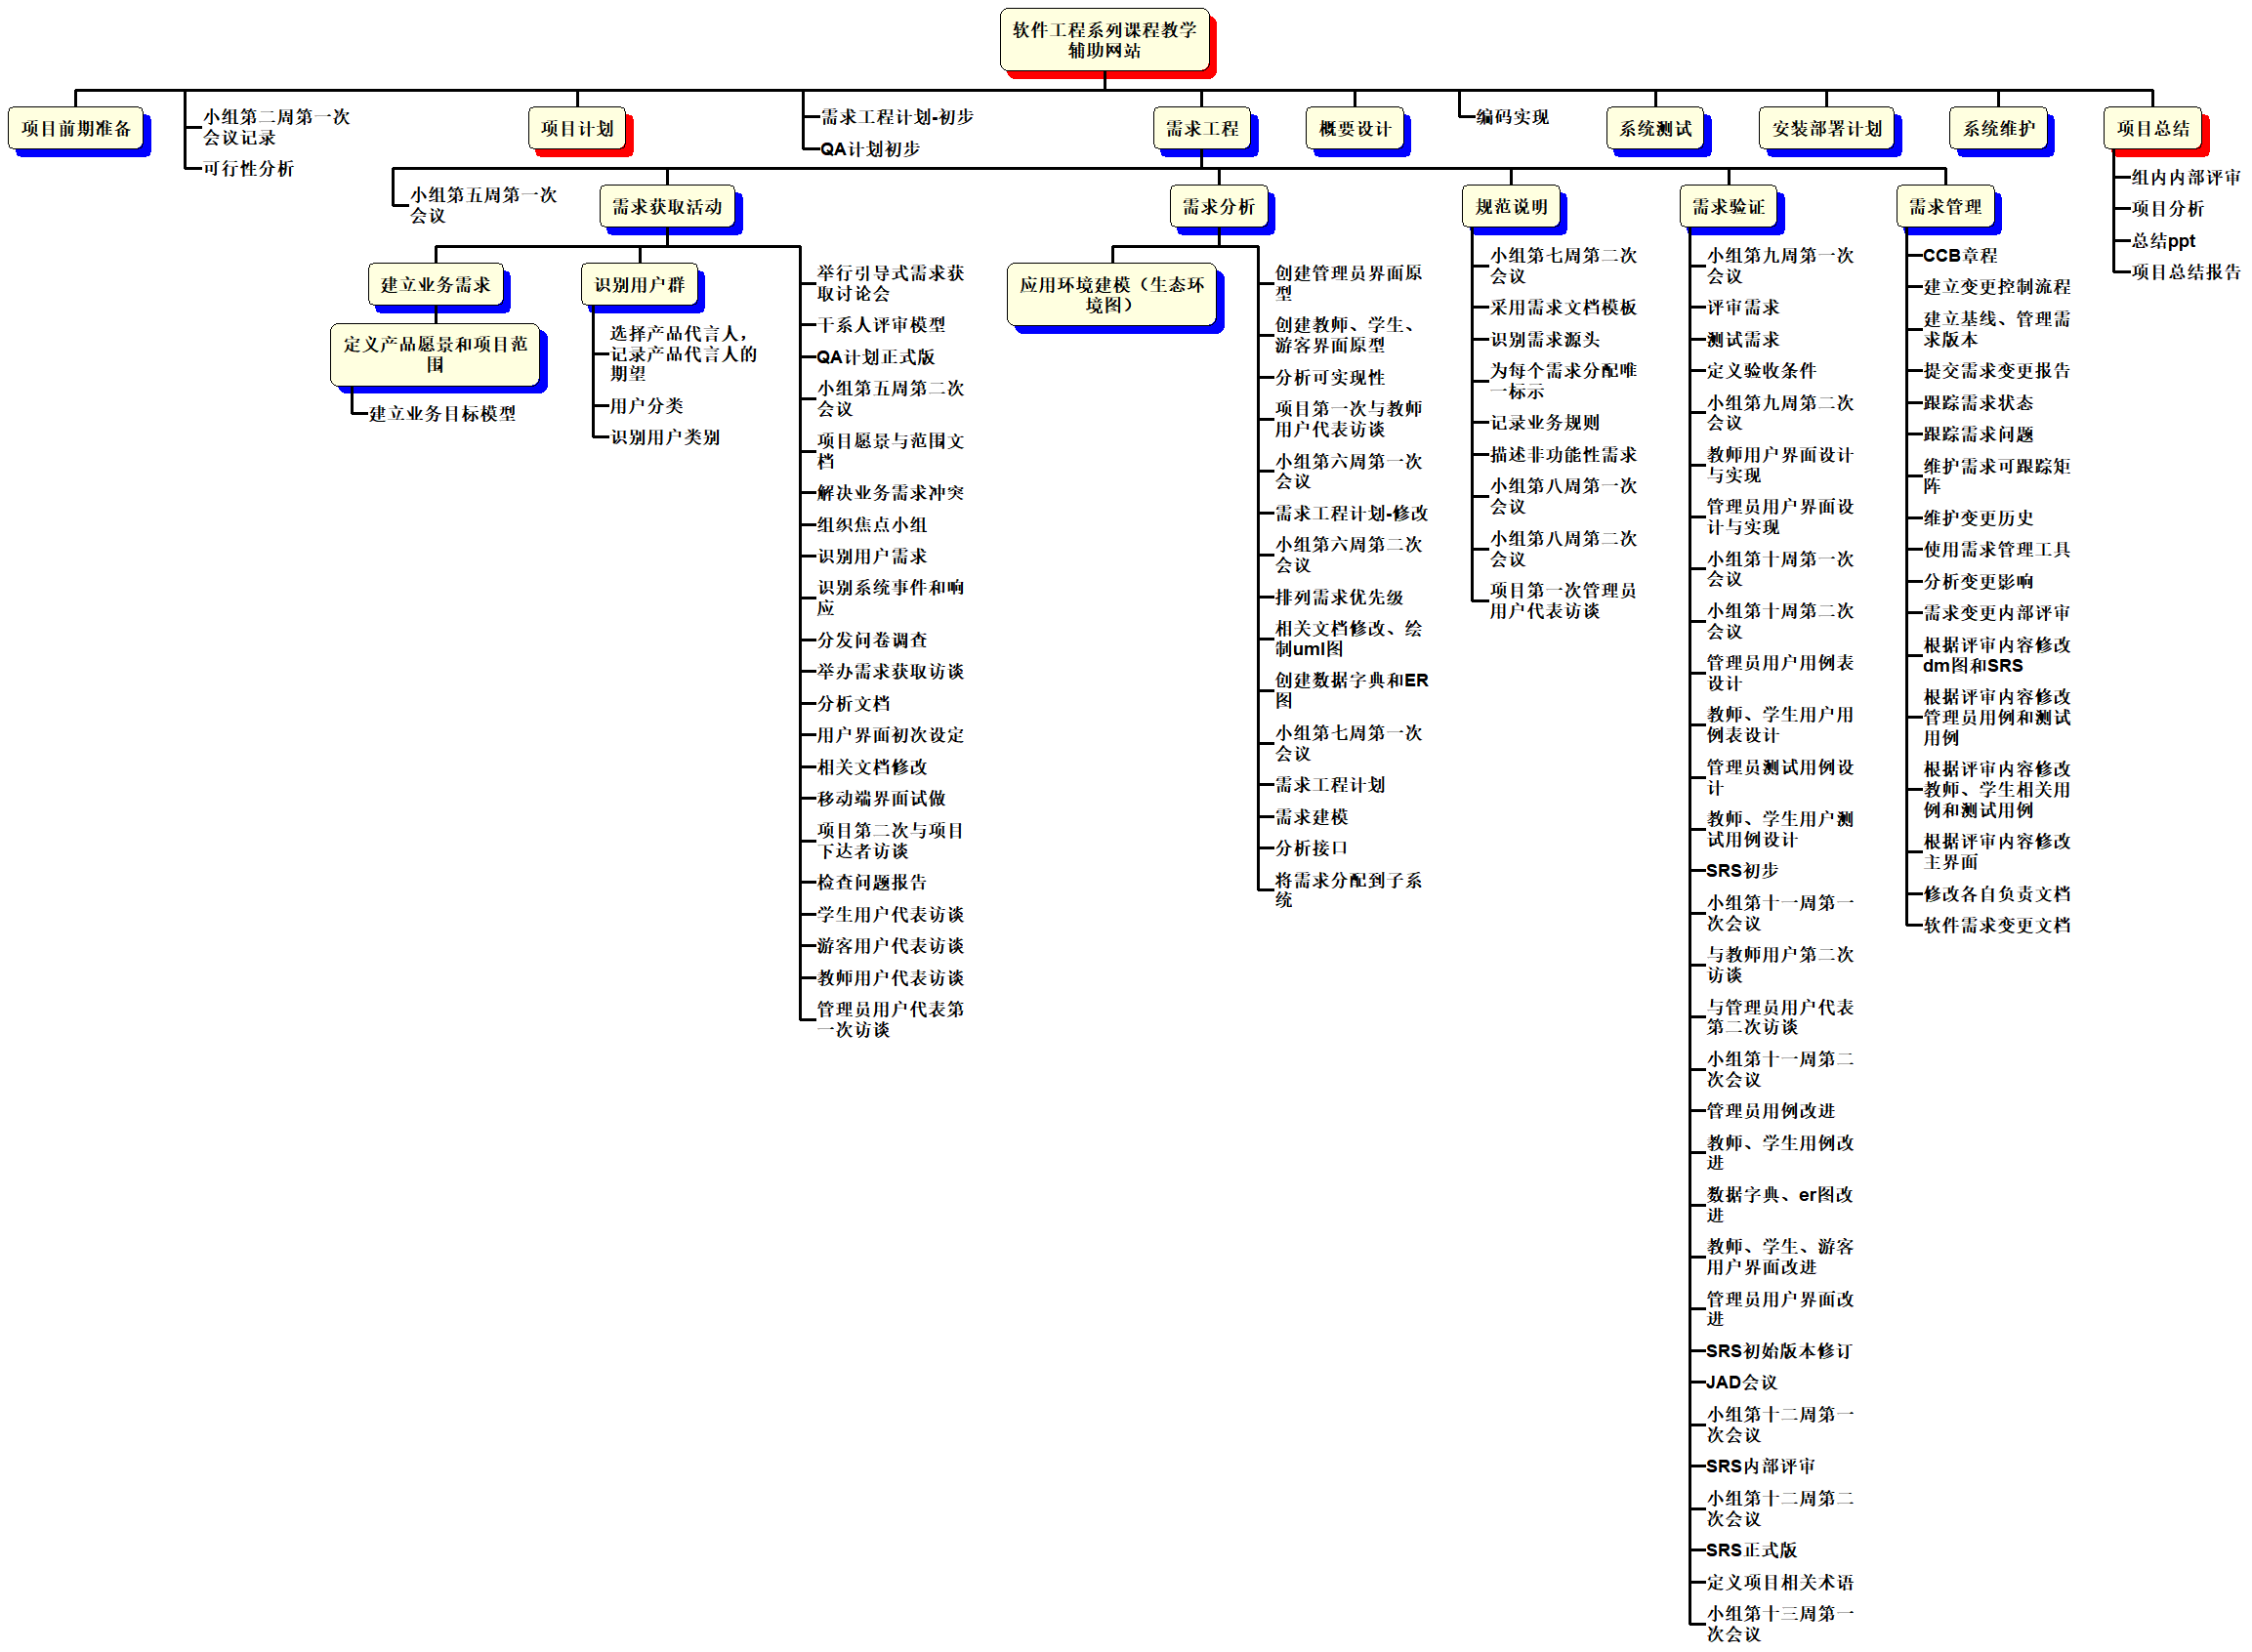 软件工程系列课程教学
辅助网站
项目前期准备
小组第二周第一次
会议记录
可行性分析
项目计划
需求工程计划-初步
QA计划初步
需求工程
概要设计
编码实现
系统测试
安装部署计划
系统维护
项目总结
组内内部评审
项目分析
总结ppt
项目总结报告
小组第五周第一次
会议
需求获取活动
需求分析
规范说明
需求验证
需求管理
建立业务需求
定义产品愿景和项目范
围
建立业务目标模型
识别用户群
选择产品代言人，
记录产品代言人的
期望
用户分类
识别用户类别
举行引导式需求获
取讨论会
干系人评审模型
QA计划正式版
小组第五周第二次
会议
项目愿景与范围文
档
解决业务需求冲突
组织焦点小组
识别用户需求
识别系统事件和响
应
分发问卷调查
举办需求获取访谈
分析文档
用户界面初次设定
相关文档修改
移动端界面试做
项目第二次与项目
下达者访谈
检查问题报告
学生用户代表访谈
游客用户代表访谈
教师用户代表访谈
管理员用户代表第
一次访谈
应用环境建模（生态环
境图）
创建管理员界面原
型
创建教师、学生、
游客界面原型
分析可实现性
项目第一次与教师
用户代表访谈
小组第六周第一次
会议
需求工程计划-修改
小组第六周第二次
会议
排列需求优先级
相关文档修改、绘
制uml图
创建数据字典和ER
图
小组第七周第一次
会议
需求工程计划
需求建模
分析接口
将需求分配到子系
统
小组第七周第二次
会议
采用需求文档模板
识别需求源头
为每个需求分配唯
一标示
记录业务规则
描述非功能性需求
小组第八周第一次
会议
小组第八周第二次
会议
项目第一次管理员
用户代表访谈
小组第九周第一次
会议
评审需求
测试需求
定义验收条件
小组第九周第二次
会议
教师用户界面设计
与实现
管理员用户界面设
计与实现
小组第十周第一次
会议
小组第十周第二次
会议
管理员用户用例表
设计
教师、学生用户用
例表设计
管理员测试用例设
计
教师、学生用户测
试用例设计
SRS初步
小组第十一周第一
次会议
与教师用户第二次
访谈
与管理员用户代表
第二次访谈
小组第十一周第二
次会议
管理员用例改进
教师、学生用例改
进
数据字典、er图改
进
教师、学生、游客
用户界面改进
管理员用户界面改
进
SRS初始版本修订
JAD会议
小组第十二周第一
次会议
SRS内部评审
小组第十二周第二
次会议
SRS正式版
定义项目相关术语
小组第十三周第一
次会议
CCB章程
建立变更控制流程
建立基线、管理需
求版本
提交需求变更报告
跟踪需求状态
跟踪需求问题
维护需求可跟踪矩
阵
维护变更历史
使用需求管理工具
分析变更影响
需求变更内部评审
根据评审内容修改
dm图和SRS
根据评审内容修改
管理员用例和测试
用例
根据评审内容修改
教师、学生相关用
例和测试用例
根据评审内容修改
主界面
修改各自负责文档
软件需求变更文档